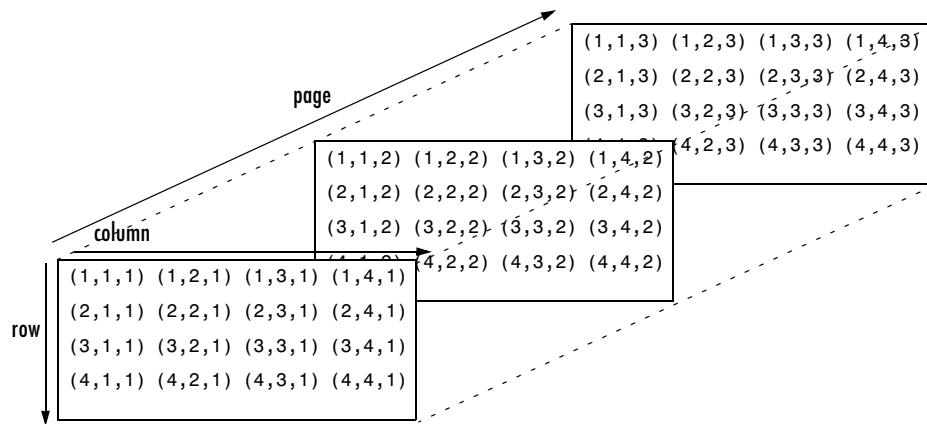 page
(1,1,3) (1,2,3) (1,3,3) (1,4,3)
(2,1,3) (2,2,3) (2,3,3) (2,4,3)
(3,1,3) (3,2,3) (3,3,3) (3,4,3)
(4,2,3) (4,3,3) (4,4,3)
(1,1,2) (1,2,2) (1,3,2) (1,4,2)
(2,1,2) (2,2,2) (2,3,2) (2,4,2)
(3,1,2) (3,2,2) (3,3,2) (3,4,2)
(4,2,2) (4,3,2) (4,4,2)
column
row
(1,1,1) (1,2,1) (1,3,1) (1,4,1)
(2,1,1) (2,2,1) (2,3,1) (2,4,1)
(3,1,1) (3,2,1) (3,3,1) (3,4,1)
(4,1,1) (4,2,1) (4,3,1) (4,4,1)